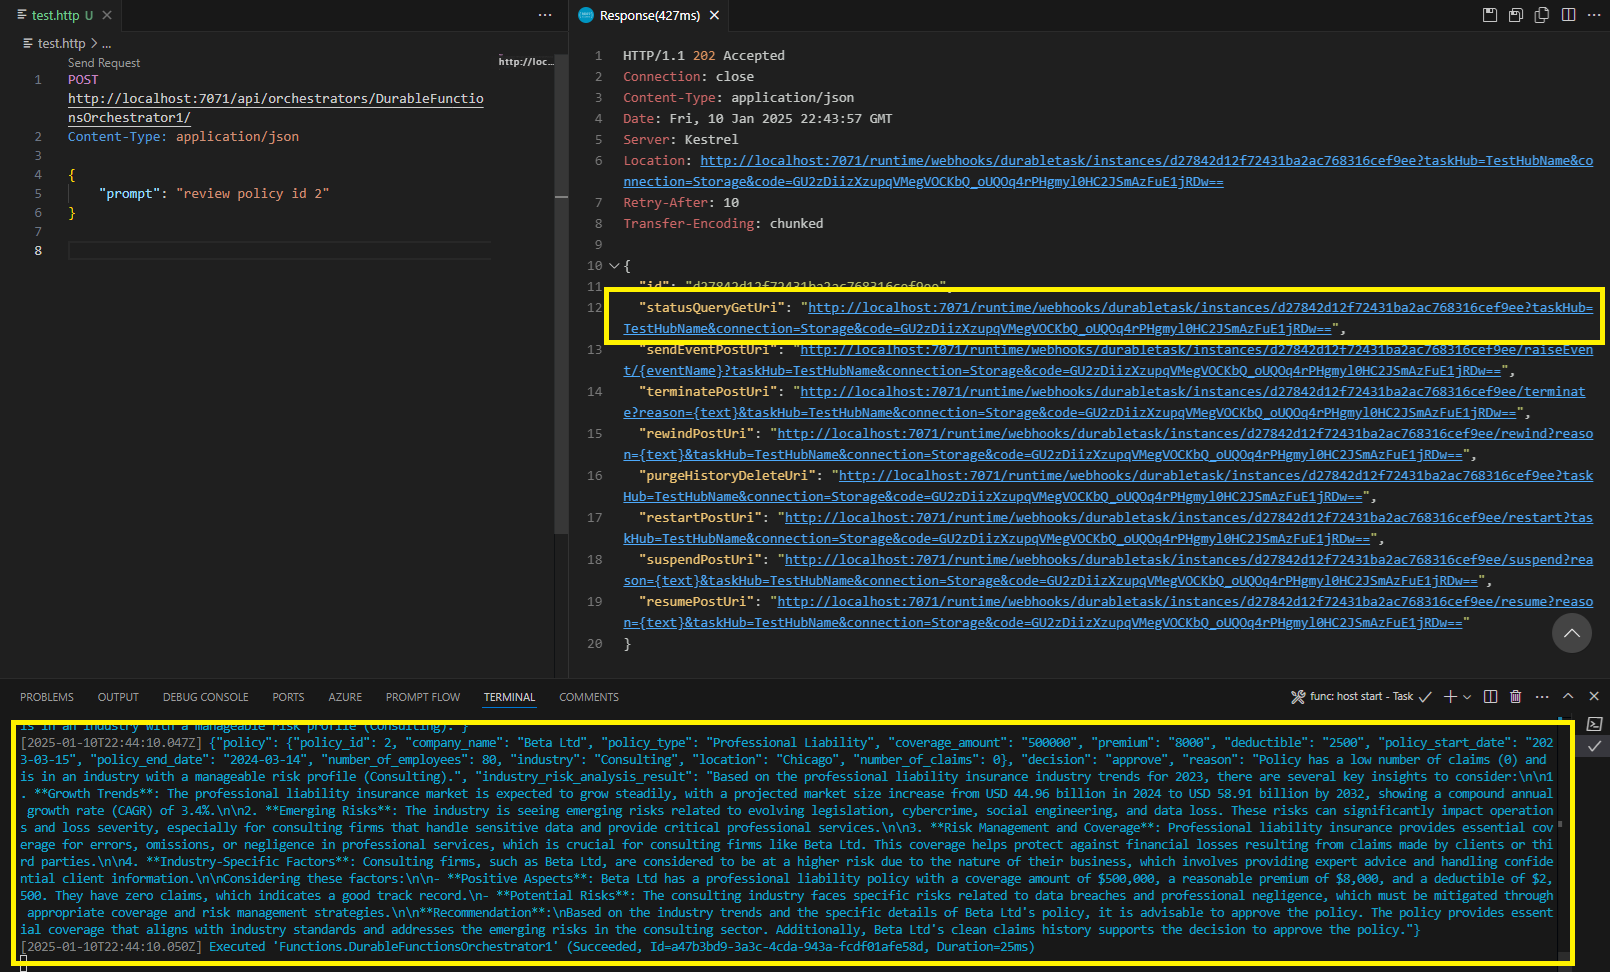 test.http U
Response(427ms)
test.http > ...
Send Request
http://loc...
1 POST
http://localhost:7071/api/orchestrators/DurableFunctio
nsOrchestrator1/
2 Content-Type: application/json
3
4 {
5 "prompt": "review policy id 2"
6 }
7
8
1 HTTP/1.1 202 Accepted
2 Connection: close
3 Content-Type: application/json
4 Date: Fri, 10 Jan 2025 22:43:57 GMT
5 Server: Kestrel
6 Location: http://localhost:7071/runtime/webhooks/durabletask/instances/d27842d12f72431ba2ac768316cef9ee?taskHub=TestHubName&co
nnection=Storage&code=GU2zDiizXzupqVMegVOCKbQ_oUQOq4rPHgmyl0HC2JSmAzFuE1jRDw==
7 Retry-After: 10
8 Transfer-Encoding: chunked
9
10 {
11 "id": "d27842d12f72431ba2ac768316cef9ee",
12 "statusQueryGetUri": "http://localhost:7071/runtime/webhooks/durabletask/instances/d27842d12f72431ba2ac768316cef9ee?taskHub=
TestHubName&connection=Storage&code=GU2zDiizXzupqVMegVOCKbQ_oUQOq4rPHgmyl0HC2JSmAzFuE1jRDw==",
13 "sendEventPostUri": "http://localhost:7071/runtime/webhooks/durabletask/instances/d27842d12f72431ba2ac768316cef9ee/raiseEven
t/{eventName}?taskHub=TestHubName&connection=Storage&code=GU2zDiizXzupqVMegVOCKbQ_oUQOq4rPHgmyl0HC2JSmAzFuE1jRDw==",
14 "terminatePostUri": "http://localhost:7071/runtime/webhooks/durabletask/instances/d27842d12f72431ba2ac768316cef9ee/terminat
e?reason={text}&taskHub=TestHubName&connection=Storage&code=GU2zDiizXzupqVMegVOCKbQ_oUQOq4rPHgmyl0HC2JSmAzFuE1jRDw==",
15 "rewindPostUri": "http://localhost:7071/runtime/webhooks/durabletask/instances/d27842d12f72431ba2ac768316cef9ee/rewind?reaso
n={text}&taskHub=TestHubName&connection=Storage&code=GU2zDiizXzupqVMegVOCKbQ_oUQOq4rPHgmyl0HC2JSmAzFuE1jRDw==",
16 "purgeHistoryDeleteUri": "http://localhost:7071/runtime/webhooks/durabletask/instances/d27842d12f72431ba2ac768316cef9ee?task
Hub=TestHubName&connection=Storage&code=GU2zDiizXzupqVMegVOCKbQ_oUQOq4rPHgmyl0HC2JSmAzFuE1jRDw==",
17 "restartPostUri": "http://localhost:7071/runtime/webhooks/durabletask/instances/d27842d12f72431ba2ac768316cef9ee/restart?tas
kHub=TestHubName&connection=Storage&code=GU2zDiizXzupqVMegVOCKbQ_oUQOq4rPHgmyl0HC2JSmAzFuE1jRDw==",
18 "suspendPostUri": "http://localhost:7071/runtime/webhooks/durabletask/instances/d27842d12f72431ba2ac768316cef9ee/suspend?rea
son={text}&taskHub=TestHubName&connection=Storage&code=GU2zDiizXzupqVMegVOCKbQ_oUQOq4rPHgmyl0HC2JSmAzFuE1jRDw==",
19 "resumePostUri": "http://localhost:7071/runtime/webhooks/durabletask/instances/d27842d12f72431ba2ac768316cef9ee/resume?reaso
n={text}&taskHub=TestHubName&connection=Storage&code=GU2zDiizXzupqVMegVOCKbQ_oUQOq4rPHgmyl0HC2JSmAzFuE1jRDw=="
20 }
PROBLEMS OUTPUT DEBUG CONSOLE PORTS AZURE PROMPT FLOW TERMINAL COMMENTS
func: host start - Task
is in an industry with a manageable risk profile (Consulting)."}
[2025-01-10T22:44:10.047Z] {"policy": {"policy_id": 2, "company_name": "Beta Ltd", "policy_type": "Professional Liability", "coverage_amount": "500000", "premium": "8000", "deductible": "2500", "policy_start_date": "202
3-03-15", "policy_end_date": "2024-03-14", "number_of_employees": 80, "industry": "Consulting", "location": "Chicago", "number_of_claims": 0}, "decision": "approve", "reason": "Policy has a low number of claims (0) and
is in an industry with a manageable risk profile (Consulting).", "industry_risk_analysis_result": "Based on the professional liability insurance industry trends for 2023, there are several key insights to consider:\n\n1
. **Growth Trends**: The professional liability insurance market is expected to grow steadily, with a projected market size increase from USD 44.96 billion in 2024 to USD 58.91 billion by 2032, showing a compound annual
growth rate (CAGR) of 3.4%.\n\n2. **Emerging Risks**: The industry is seeing emerging risks related to evolving legislation, cybercrime, social engineering, and data loss. These risks can significantly impact operation
s and loss severity, especially for consulting firms that handle sensitive data and provide critical professional services.\n\n3. **Risk Management and Coverage**: Professional liability insurance provides essential cov
erage for errors, omissions, or negligence in professional services, which is crucial for consulting firms like Beta Ltd. This coverage helps protect against financial losses resulting from claims made by clients or thi
rd parties.\n\n4. **Industry-Specific Factors**: Consulting firms, such as Beta Ltd, are considered to be at a higher risk due to the nature of their business, which involves providing expert advice and handling confide
ntial client information.\n\nConsidering these factors:\n\n- **Positive Aspects**: Beta Ltd has a professional liability policy with a coverage amount of $500,000, a reasonable premium of $8,000, and a deductible of $2,
500. They have zero claims, which indicates a good track record.\n- **Potential Risks**: The consulting industry faces specific risks related to data breaches and professional negligence, which must be mitigated through
appropriate coverage and risk management strategies.\n\n**Recommendation**:\nBased on the industry trends and the specific details of Beta Ltd's policy, it is advisable to approve the policy. The policy provides essent
ial coverage that aligns with industry standards and addresses the emerging risks in the consulting sector. Additionally, Beta Ltd's clean claims history supports the decision to approve the policy."}
[2025-01-10T22:44:10.050Z] Executed 'Functions.DurableFunctionsOrchestrator1' (Succeeded, Id=a47b3bd9-3a3c-4cda-943a-fcdf01afe58d, Duration=25ms)